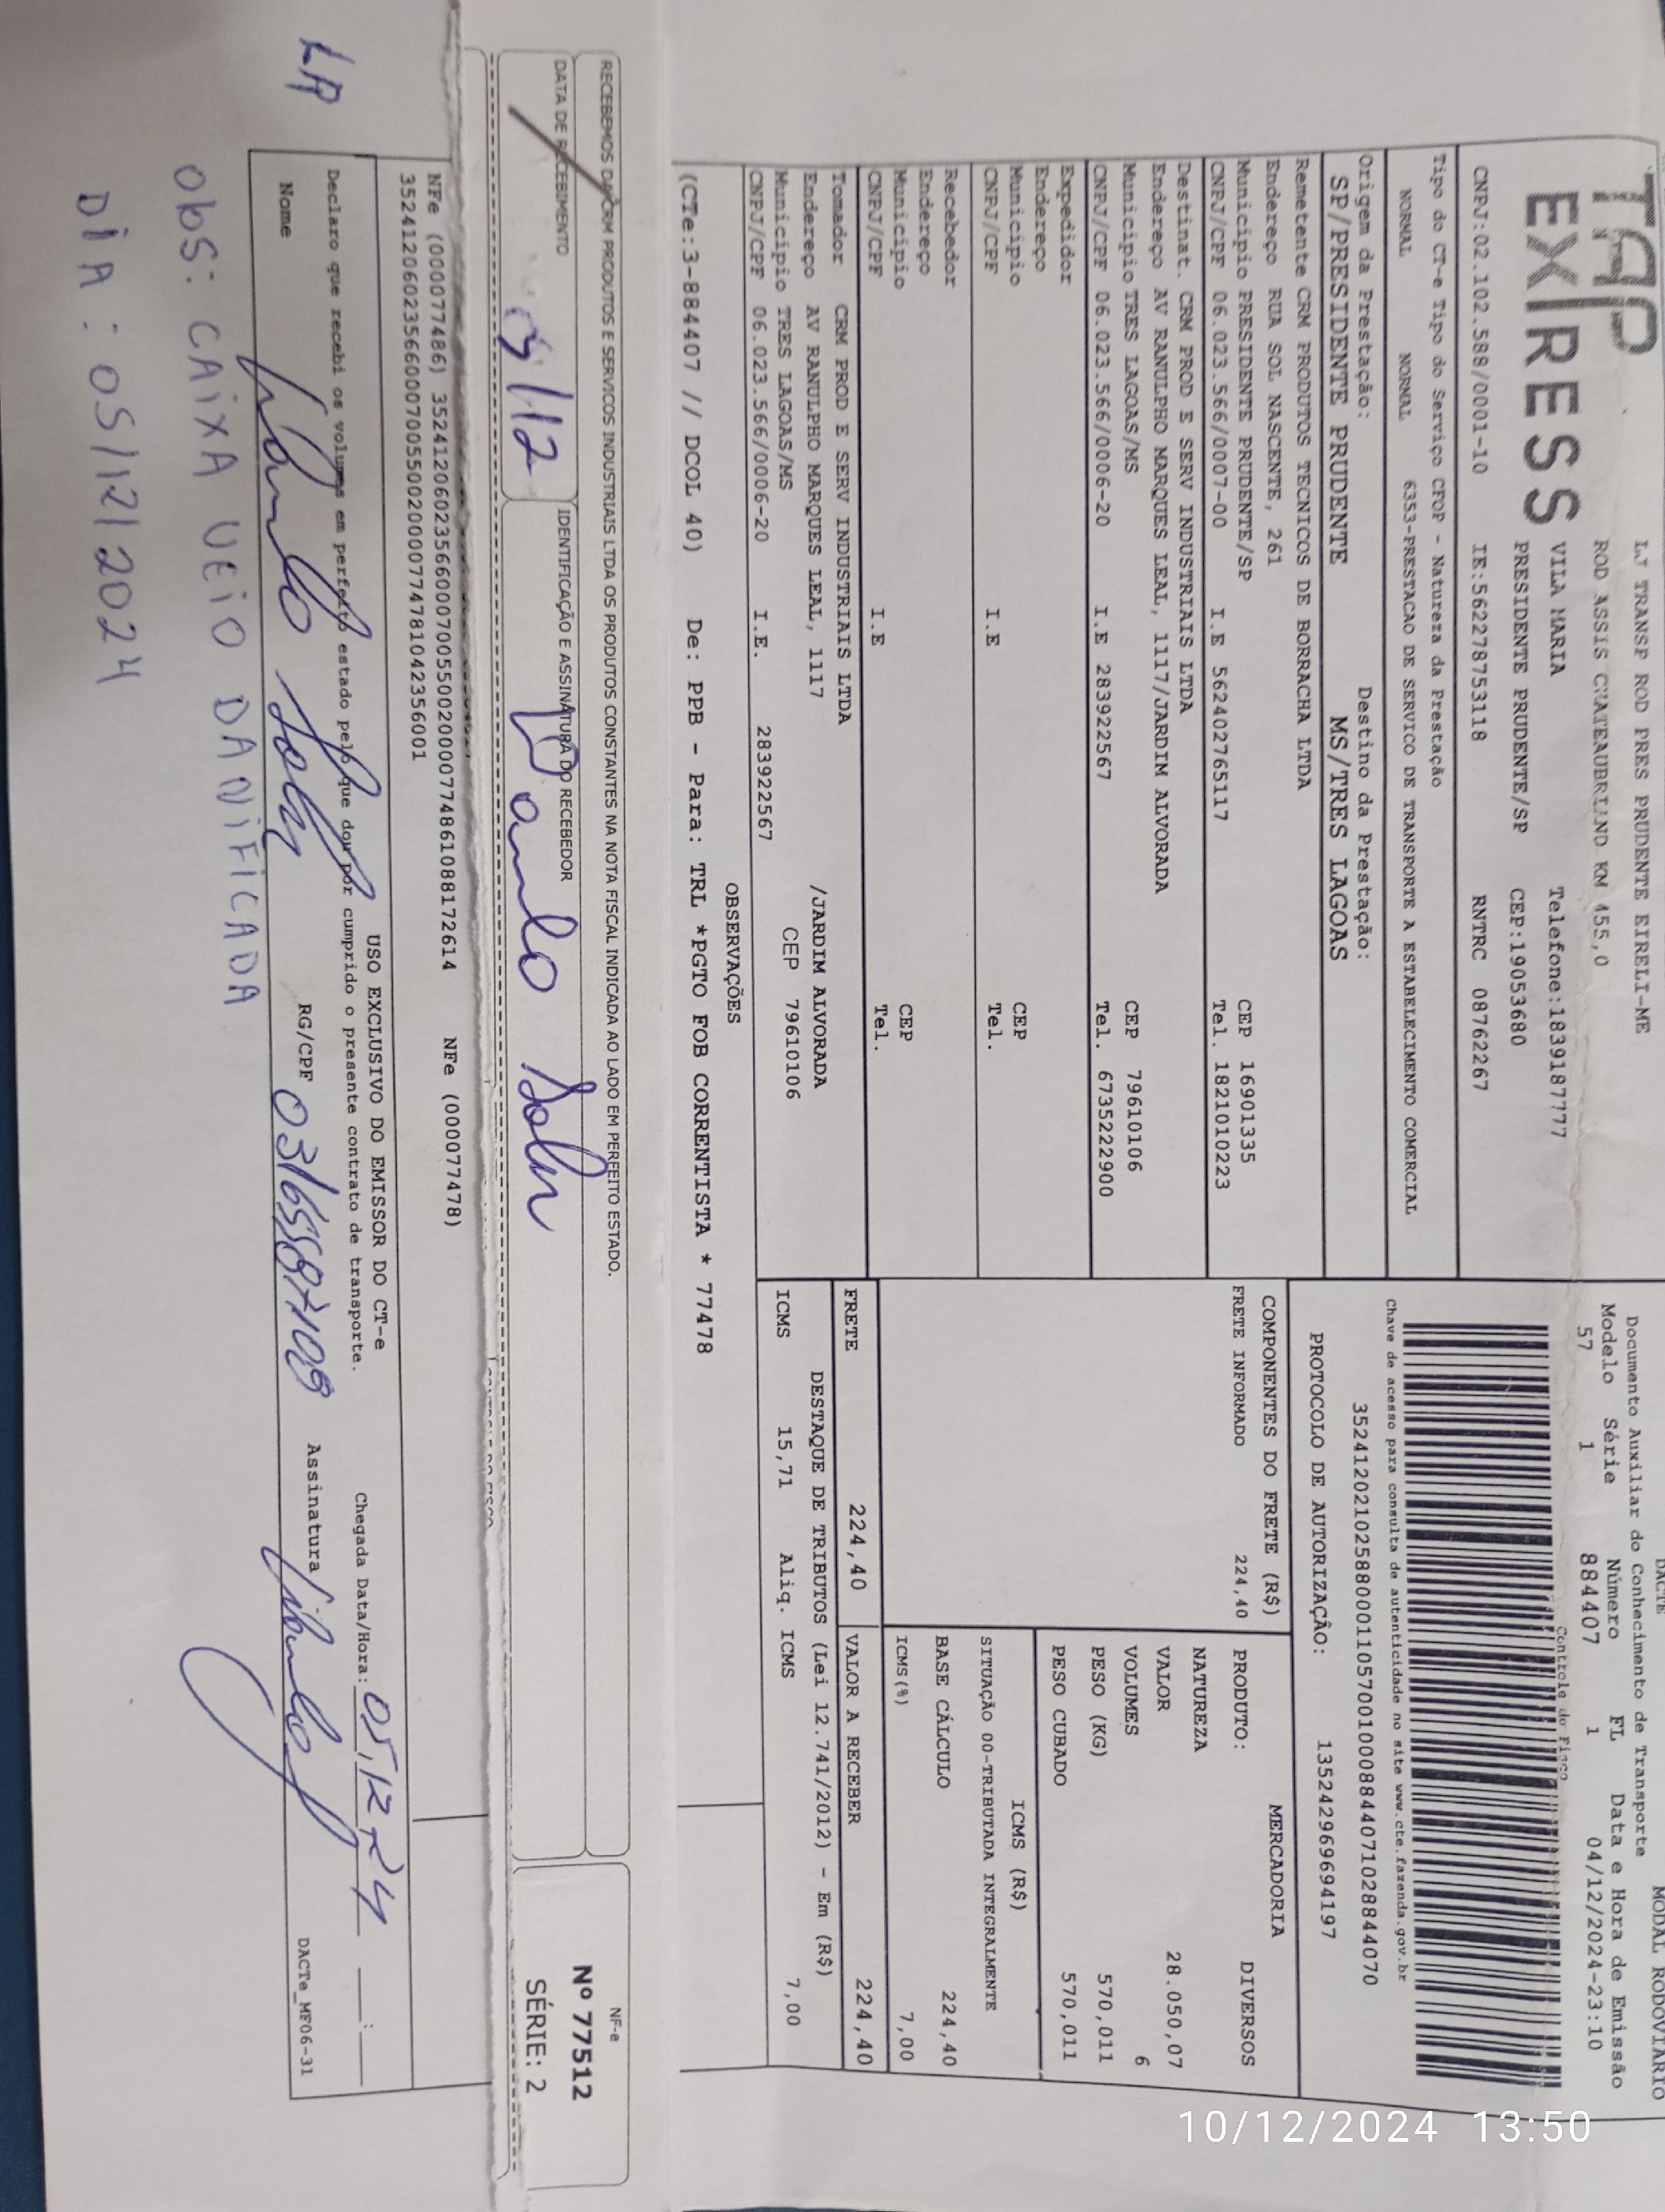 DACTE
MODAL RODOVIÁRIO
TAP
EXPRESS
LJ TRANSP ROD PRES PRUDENTE EIRELI-ME
ROD ASSIS CHATEAUBRIAND KM 455,0
VILA MARIA Telefone:1839187777
PRESIDENTE PRUDENTE/SP CEP:19053680
CNPJ:02.102.588/0001-10 IE:562278753118 RNTRC 08762267
Documento Auxiliar do Conhecimento de Transporte
Modelo Série Número FL Data e Hora de Emissão
57 1 884407 1 04/12/2024-23:10
Controle do Fisco
Tipo do CT-e Tipo do Serviço CFOP - Natureza da Prestação
NORMAL NORMAL 6353-PRESTACAO DE SERVICO DE TRANSPORTE A ESTABELECIMENTO COMERCIAL
Chave de acesso para consulta de autenticidade no site www.cte.fazenda.gov.br
35241202102588000110570010008844071028844070
Origem da Prestação: Destino da Prestação:
SP/PRESIDENTE PRUDENTE MS/TRES LAGOAS
PROTOCOLO DE AUTORIZAÇÃO: 135242969694197
Remetente CRM PRODUTOS TECNICOS DE BORRACHA LTDA
Endereço RUA SOL NASCENTE, 261
Município PRESIDENTE PRUDENTE/SP CEP 16901335
CNPJ/CPF 06.023.566/0007-00 I.E 562402765117 Tel. 1821010223
Destinat. CRM PROD E SERV INDUSTRIAIS LTDA
Endereço AV RANULPHO MARQUES LEAL, 1117/JARDIM ALVORADA
Município TRES LAGOAS/MS CEP 79610106
CNPJ/CPF 06.023.566/0006-20 I.E 283922567 Tel. 6735222900
Expedidor
Endereço
Município CEP
CNPJ/CPF I.E Tel.
Recebedor
Endereço
Município CEP
CNPJ/CPF I.E Tel.
Tomador CRM PROD E SERV INDUSTRIAIS LTDA
Endereço AV RANULPHO MARQUES LEAL, 1117 /JARDIM ALVORADA
Município TRES LAGOAS/MS CEP 79610106
CNPJ/CPF 06.023.566/0006-20 I.E. 283922567
COMPONENTES DO FRETE (R$)
FRETE INFORMADO 224,40
MERCADORIA
PRODUTO: DIVERSOS
NATUREZA
VALOR 28.050,07
VOLUMES 6
PESO (KG) 570,011
PESO CUBADO 570,011
ICMS (R$)
SITUAÇÃO 00-TRIBUTADA INTEGRALMENTE
BASE CÁLCULO 224,40
ICMS(%) 7,00
FRETE 224,40 VALOR A RECEBER 224,40
DESTAQUE DE TRIBUTOS (Lei 12.741/2012) - Em (R$)
ICMS 15,71 Aliq. ICMS 7,00
OBSERVAÇÕES
(CTe:3-884407 // DCOL 40) De: PPB - Para: TRL *PGTO FOB CORRENTISTA * 77478
RECEBEMOS DA CRM PRODUTOS E SERVICOS INDUSTRIAIS LTDA OS PRODUTOS CONSTANTES NA NOTA FISCAL INDICADA AO LADO EM PERFEITO ESTADO.
DATA DE RECEBIMENTO
IDENTIFICAÇÃO E ASSINATURA DO RECEBEDOR
5/12
Paulo
NF-e
Nº 77512
SÉRIE: 2
NFe (000077486) 35241206023566000700550020000774861088172614 NFe (000077478)
35241206023566000700550020000774781042356001
USO EXCLUSIVO DO EMISSOR DO CT-e
Declaro que recebi os volumes em perfeito estado pelo que dou por cumprido o presente contrato de transporte.
Chegada Data/Hora: 05/12/24 __:__
Nome RG/CPF Assinatura
DACTe_MF06-31
LA
Obs: CAIXA VEIO DANIFICADA
DIA: 05/12/2024
10/12/2024 13:50